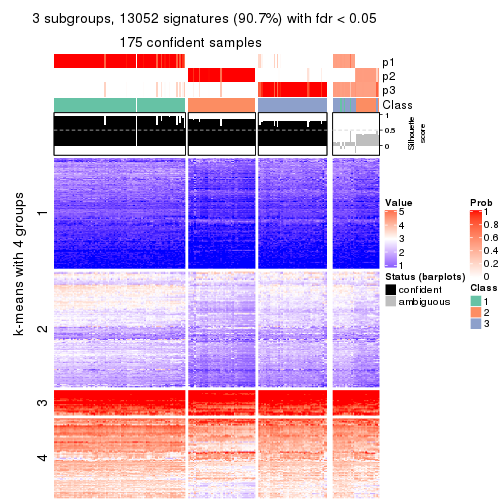 3 subgroups, 13052 signatures (90.7%) with fdr < 0.05
175 confident samples
p1
p2
p3
Class
1
0.5
0
Silhouette
score
k-means with 4 groups
1
2
3
4
Value
5
4
3
2
1
Status (barplots)
confident
ambiguous
Prob
1
0.8
0.6
0.4
0.2
0
Class
1
2
3